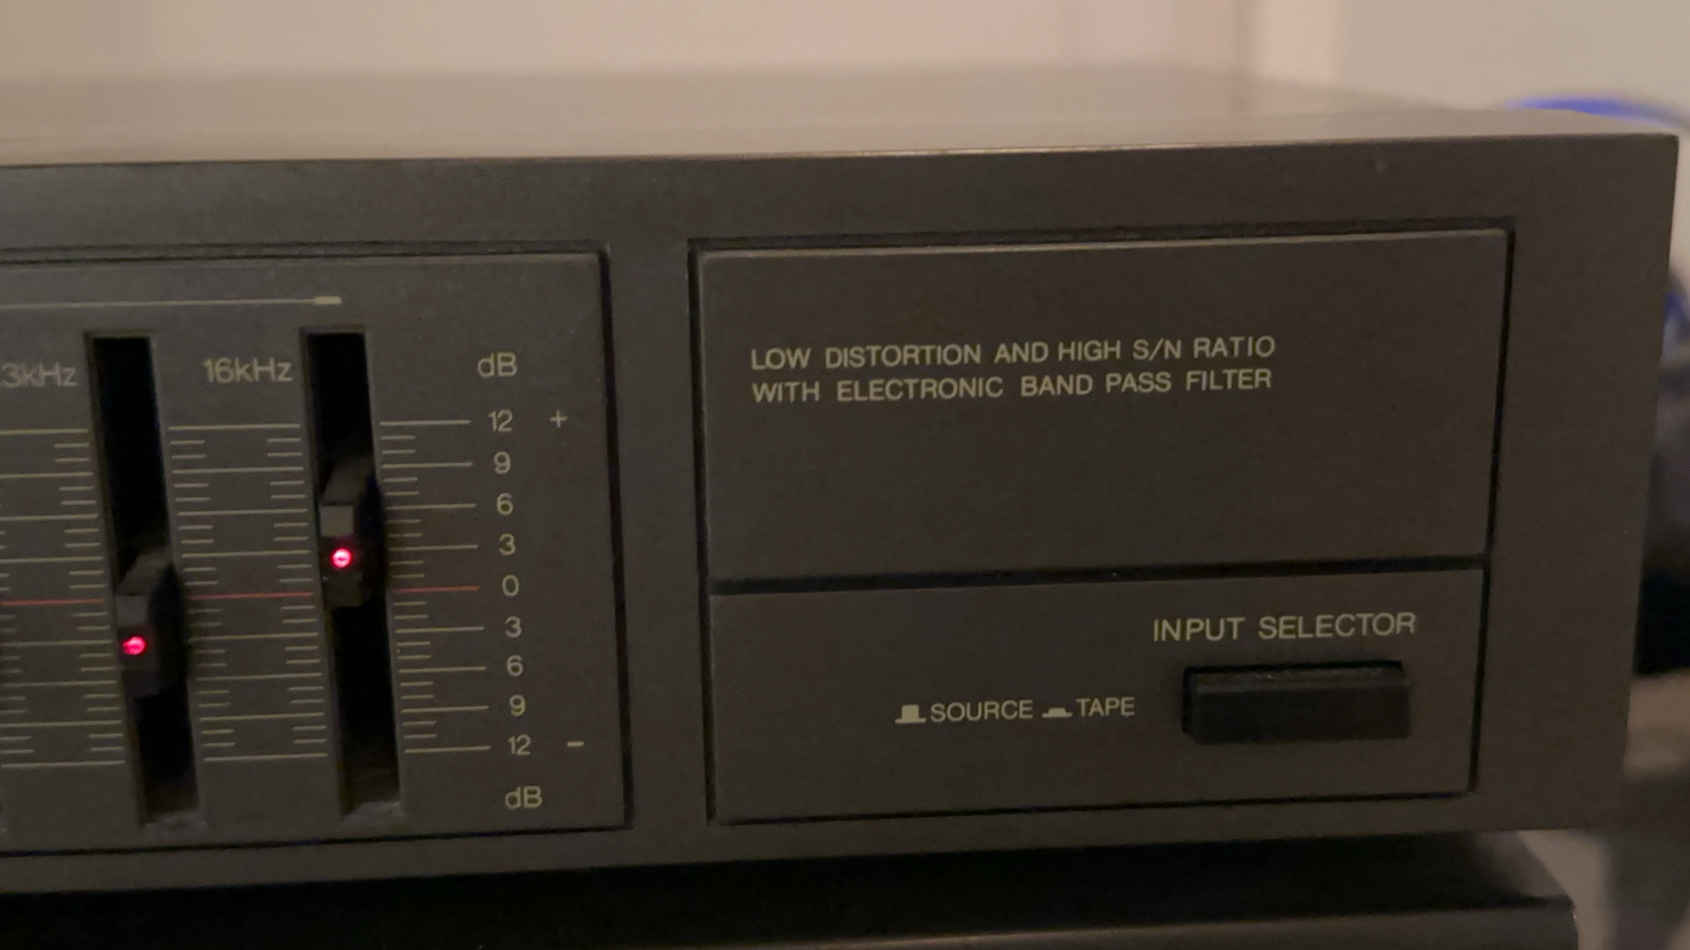 3kHz
16kHz
dB
12 +
9
6
3
0
3
6
9
12 -
dB
LOW DISTORTION AND HIGH S/N RATIO
WITH ELECTRONIC BAND PASS FILTER
INPUT SELECTOR
SOURCE TAPE